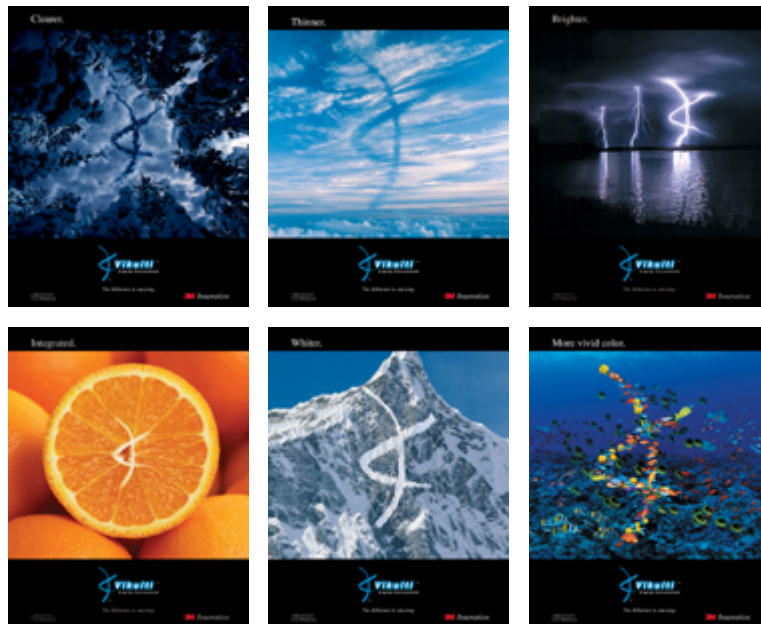 Clearer.
Thinner.
Brighter.
Vikuiti
The difference is amazing.
3M Innovation
Vikuiti
The difference is amazing.
3M Innovation
Vikuiti
The difference is amazing.
3M Innovation
Integrated.
Whiter.
More vivid color.
Vikuiti
The difference is amazing.
3M Innovation
Vikuiti
The difference is amazing.
3M Innovation
Vikuiti
The difference is amazing.
3M Innovation